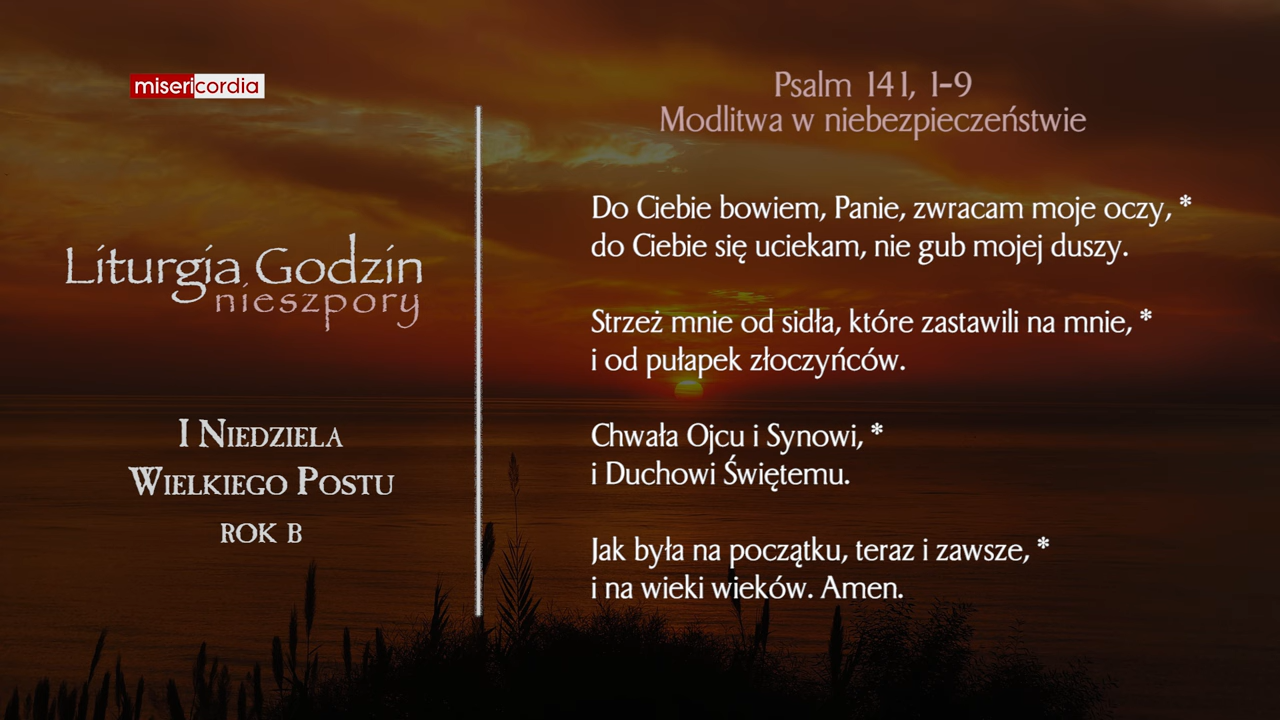 misericordia
Liturgia Godzin
nieszpory
I Niedziela
Wielkiego Postu
rok B
Psalm 141, 1-9
Modlitwa w niebezpieczeństwie
Do Ciebie bowiem, Panie, zwracam moje oczy, *
do Ciebie się uciekam, nie gub mojej duszy.
Strzeż mnie od sidła, które zastawili na mnie, *
i od pułapek złoczyńców.
Chwała Ojcu i Synowi, *
i Duchowi Świętemu.
Jak była na początku, teraz i zawsze, *
i na wieki wieków. Amen.